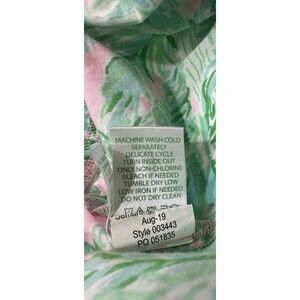 MACHINE WASH COLD
SEPARATELY
DELICATE CYCLE
TURN INSIDE OUT
ONLY NON-CHLORINE
BLEACH IF NEEDED
TUMBLE DRY LOW
LOW IRON IF NEEDED
DO NOT DRY CLEAN
Aug-19
Style 003443
PO 051835